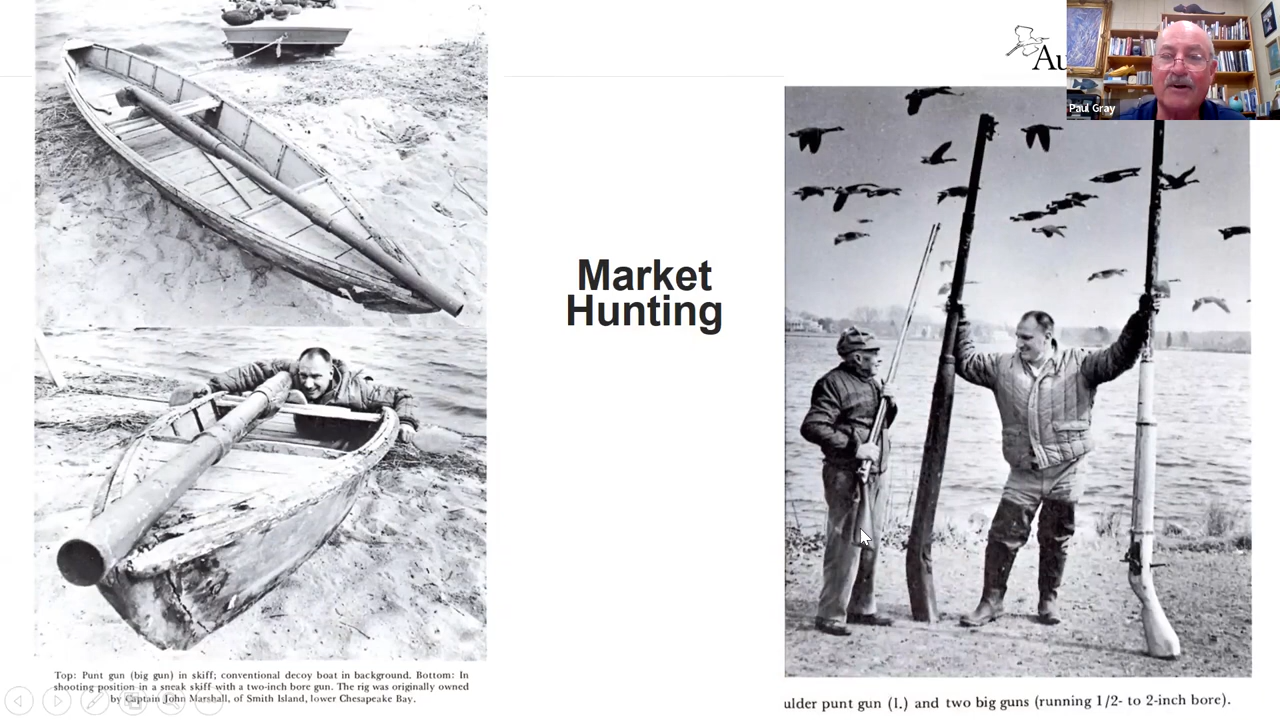 Au
Paul Gray
Market
Hunting
Top: Punt gun (big gun) in skiff; conventional decoy boat in background. Bottom: In
shooting position in a sneak skiff with a two-inch bore gun. The rig was originally owned
by Captain John Marshall, of Smith Island, lower Chesapeake Bay.
ulder punt gun (l.) and two big guns (running 1/2- to 2-inch bore).